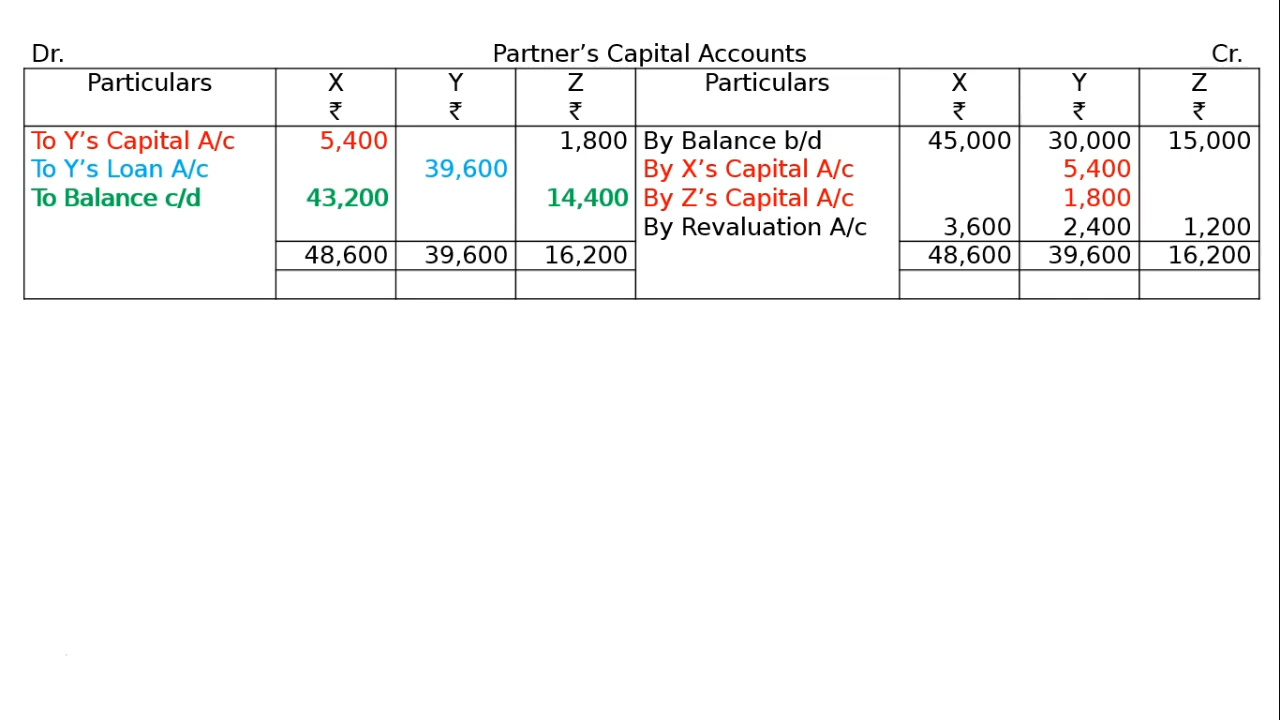 Dr. Partner’s Capital Accounts Cr.
Particulars X Y Z Particulars X Y Z
₹ ₹ ₹ ₹ ₹ ₹
To Y’s Capital A/c 5,400 1,800 By Balance b/d 45,000 30,000 15,000
To Y’s Loan A/c 39,600 By X’s Capital A/c 5,400
To Balance c/d 43,200 14,400 By Z’s Capital A/c 1,800
By Revaluation A/c 3,600 2,400 1,200
48,600 39,600 16,200 48,600 39,600 16,200